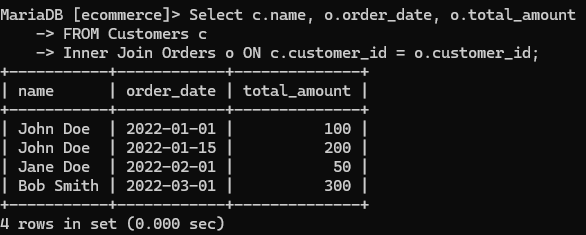 MariaDB [ecommerce]> Select c.name, o.order_date, o.total_amount
    -> FROM Customers c
    -> Inner Join Orders o ON c.customer_id = o.customer_id;
+-----------+------------+--------------+
| name      | order_date | total_amount |
+-----------+------------+--------------+
| John Doe  | 2022-01-01 |          100 |
| John Doe  | 2022-01-15 |          200 |
| Jane Doe  | 2022-02-01 |           50 |
| Bob Smith | 2022-03-01 |          300 |
+-----------+------------+--------------+
4 rows in set (0.000 sec)